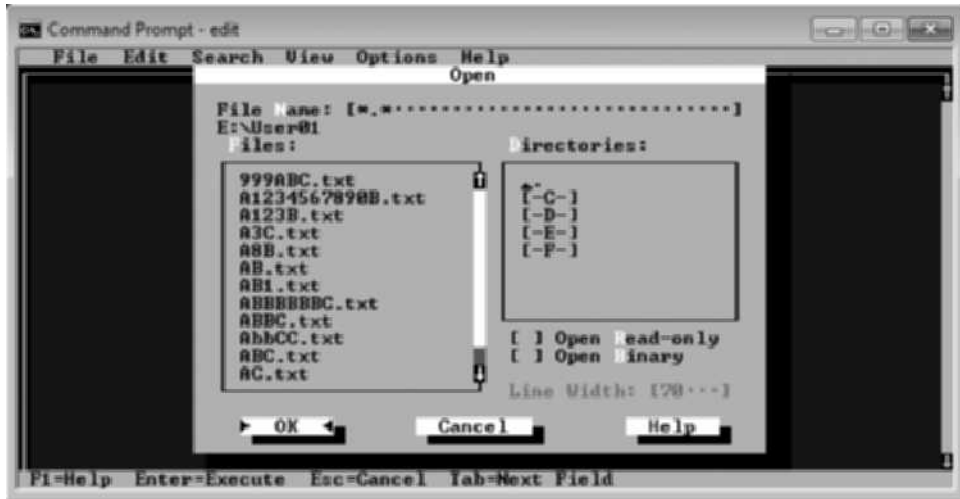 Command Prompt - edit
File Edit Search View Options Help
Open
File Name: [*.*······························]
E:\User01
Files:
Directories:
999ABC.txt
A1234567890B.txt
A123B.txt
A3C.txt
A8B.txt
AB.txt
AB1.txt
ABBBBBBC.txt
ABBC.txt
AbbCC.txt
ABC.txt
AC.txt
..
[-C-]
[-D-]
[-E-]
[-F-]
[ ] Open Read-only
[ ] Open Binary
Line Width: [70···]
OK Cancel Help
F1=Help Enter=Execute Esc=Cancel Tab=Next Field